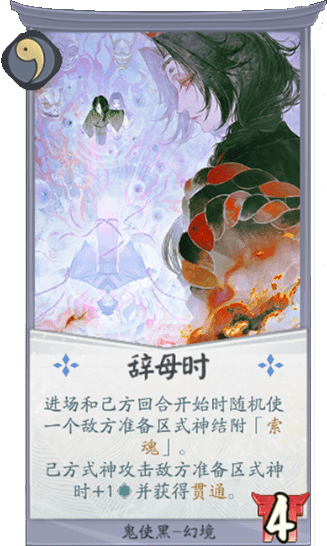 辞母时
进场和己方回合开始时随机使
一个敌方准备区式神结附「索
魂」。
己方式神攻击敌方准备区式神
时+1并获得贯通。
4
鬼使黑-幻境